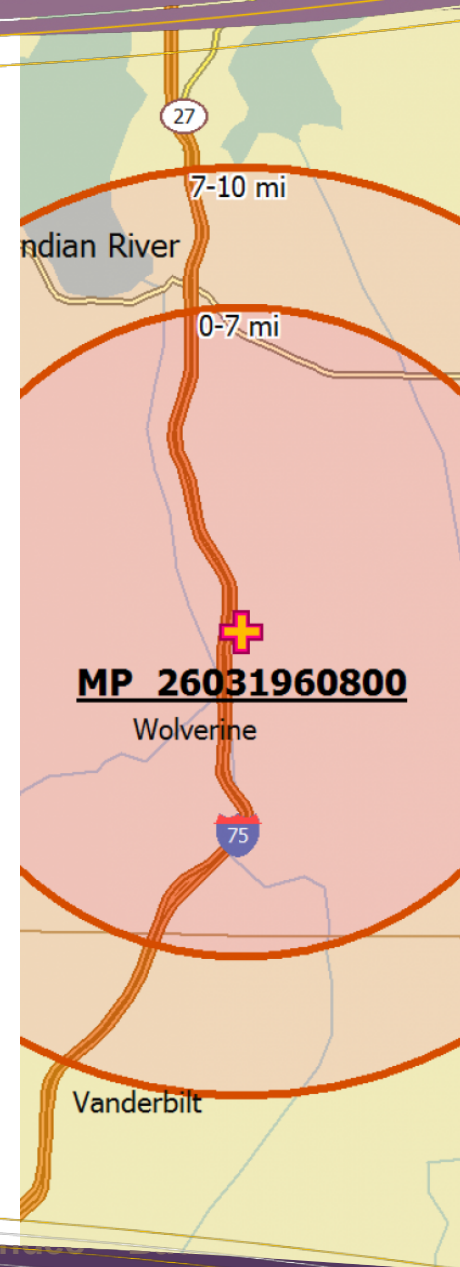 27
7-10 mi
ndian River
0-7 mi
MP 26031960800
Wolverine
75
Vanderbilt